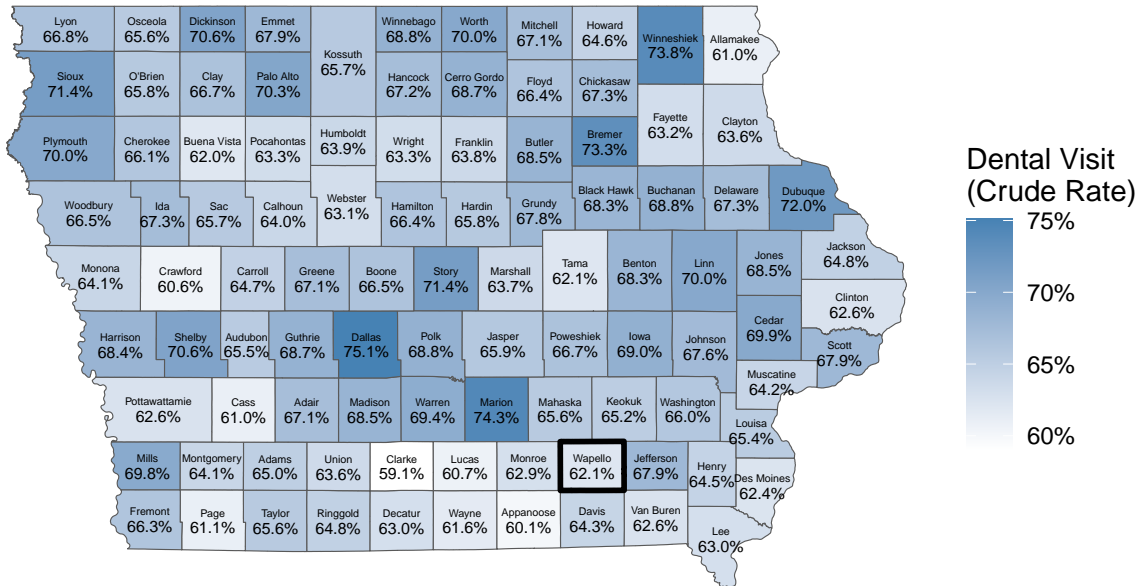 Lyon
66.8%
Osceola
65.6%
Dickinson
70.6%
Emmet
67.9%
Kossuth
65.7%
Winnebago
68.8%
Worth
70.0%
Mitchell
67.1%
Howard
64.6%
Winneshiek
73.8%
Allamakee
61.0%
Sioux
71.4%
O'Brien
65.8%
Clay
66.7%
Palo Alto
70.3%
Hancock
67.2%
Cerro Gordo
68.7%
Floyd
66.4%
Chickasaw
67.3%
Fayette
63.2%
Clayton
63.6%
Plymouth
70.0%
Cherokee
66.1%
Buena Vista
62.0%
Pocahontas
63.3%
Humboldt
63.9%
Wright
63.3%
Franklin
63.8%
Butler
68.5%
Bremer
73.3%
Woodbury
66.5%
Ida
67.3%
Sac
65.7%
Calhoun
64.0%
Webster
63.1%
Hamilton
66.4%
Hardin
65.8%
Grundy
67.8%
Black Hawk
68.3%
Buchanan
68.8%
Delaware
67.3%
Dubuque
72.0%
Monona
64.1%
Crawford
60.6%
Carroll
64.7%
Greene
67.1%
Boone
66.5%
Story
71.4%
Marshall
63.7%
Tama
62.1%
Benton
68.3%
Linn
70.0%
Jones
68.5%
Jackson
64.8%
Clinton
62.6%
Harrison
68.4%
Shelby
70.6%
Audubon
65.5%
Guthrie
68.7%
Dallas
75.1%
Polk
68.8%
Jasper
65.9%
Poweshiek
66.7%
Iowa
69.0%
Johnson
67.6%
Cedar
69.9%
Scott
67.9%
Muscatine
64.2%
Pottawattamie
62.6%
Cass
61.0%
Adair
67.1%
Madison
68.5%
Warren
69.4%
Marion
74.3%
Mahaska
65.6%
Keokuk
65.2%
Washington
66.0%
Louisa
65.4%
Mills
69.8%
Montgomery
64.1%
Adams
65.0%
Union
63.6%
Clarke
59.1%
Lucas
60.7%
Monroe
62.9%
Wapello
62.1%
Jefferson
67.9%
Henry
64.5%
Des Moines
62.4%
Fremont
66.3%
Page
61.1%
Taylor
65.6%
Ringgold
64.8%
Decatur
63.0%
Wayne
61.6%
Appanoose
60.1%
Davis
64.3%
Van Buren
62.6%
Lee
63.0%
Dental Visit
(Crude Rate)
75%
70%
65%
60%